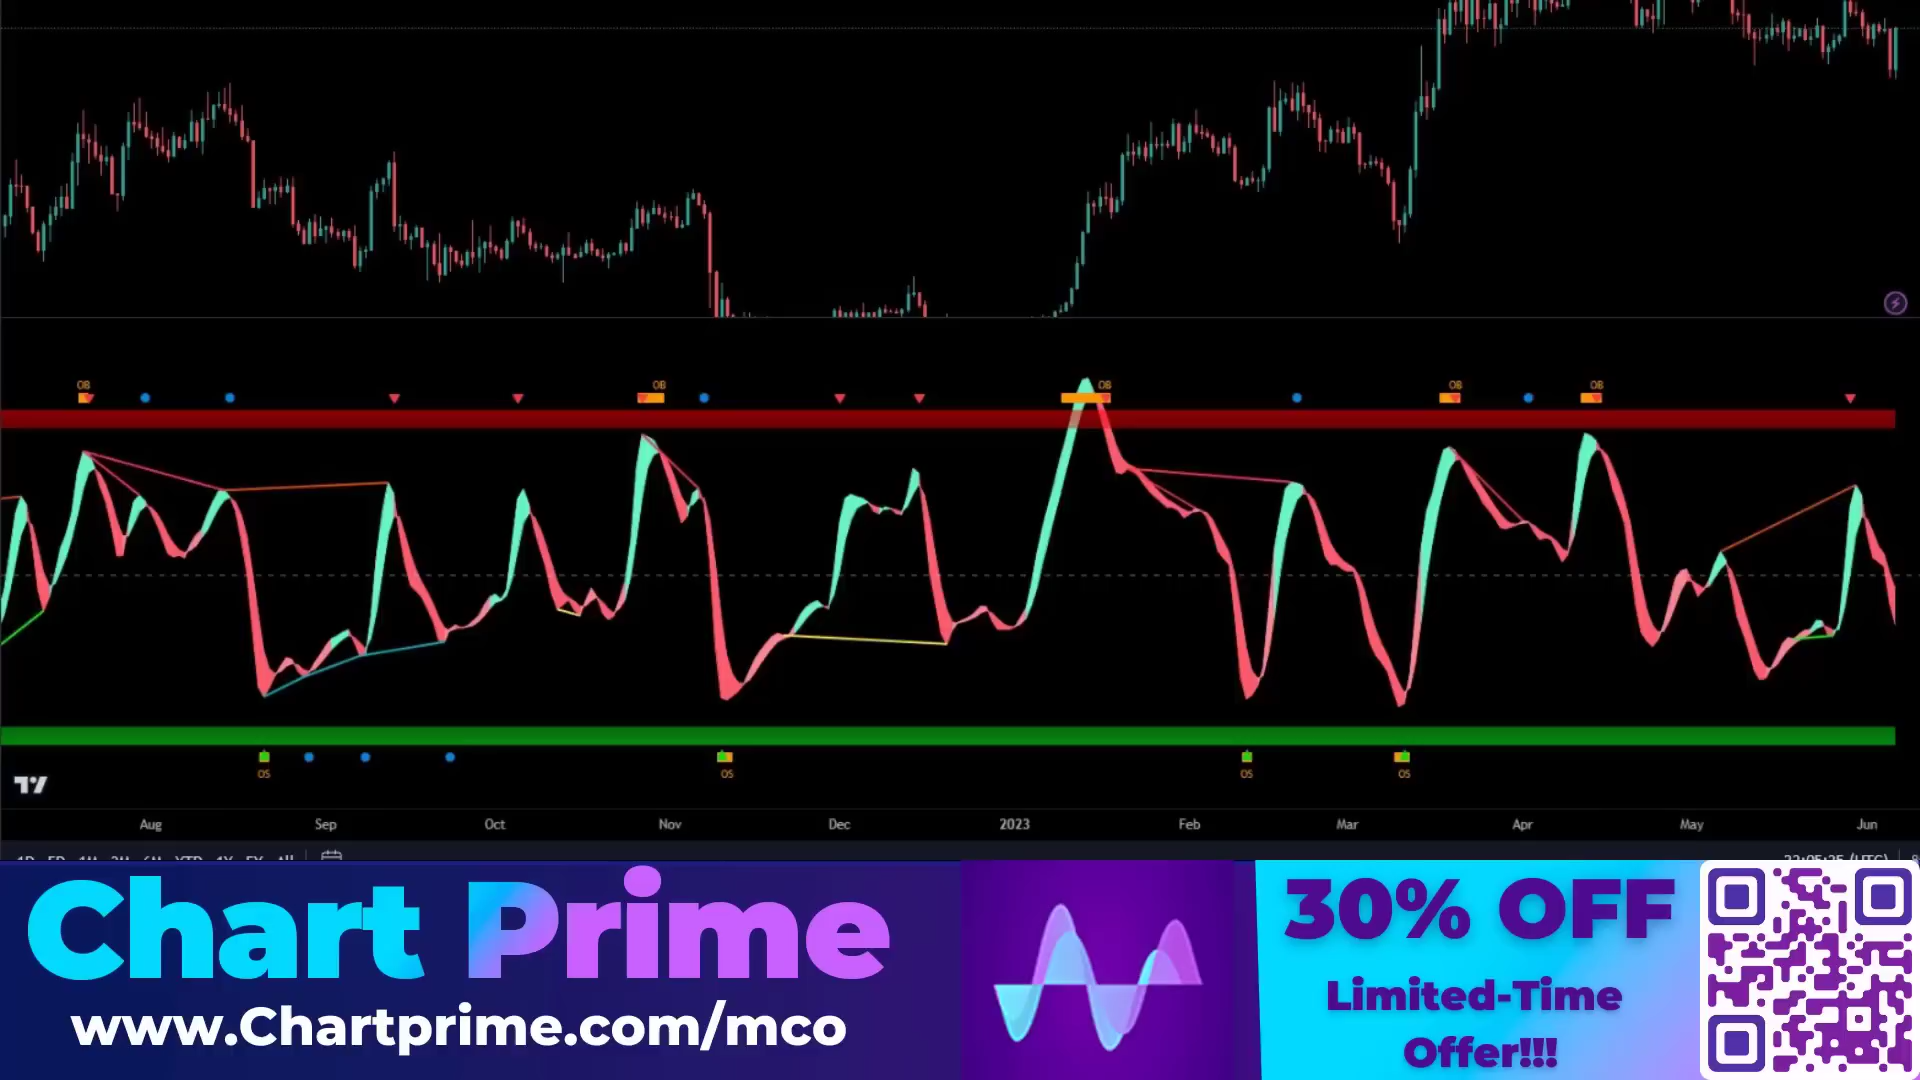 OB OB OB OB OB
OS OS OS OS
Aug Sep Oct Nov Dec 2023 Feb Mar Apr May Jun
Chart Prime
www.Chartprime.com/mco
30% OFF
Limited-Time
Offer!!!